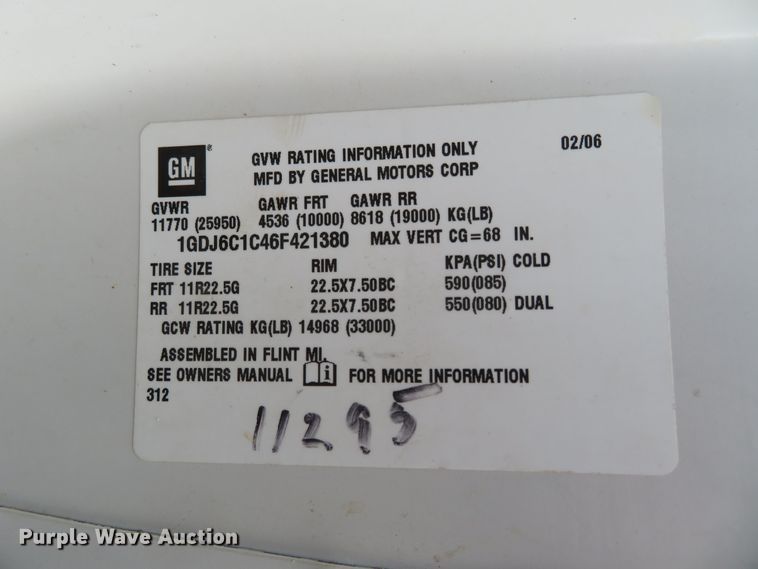 GM®
GVW RATING INFORMATION ONLY 02/06
MFD BY GENERAL MOTORS CORP
GVWR GAWR FRT GAWR RR
11770 (25950) 4536 (10000) 8618 (19000) KG(LB)
1GDJ6C1C46F421380 MAX VERT CG=68 IN.
TIRE SIZE RIM KPA(PSI) COLD
FRT 11R22.5G 22.5X7.50BC 590(085)
RR 11R22.5G 22.5X7.50BC 550(080) DUAL
GCW RATING KG(LB) 14968 (33000)
ASSEMBLED IN FLINT MI.
SEE OWNERS MANUAL i FOR MORE INFORMATION
312
11295
Purple Wave Auction